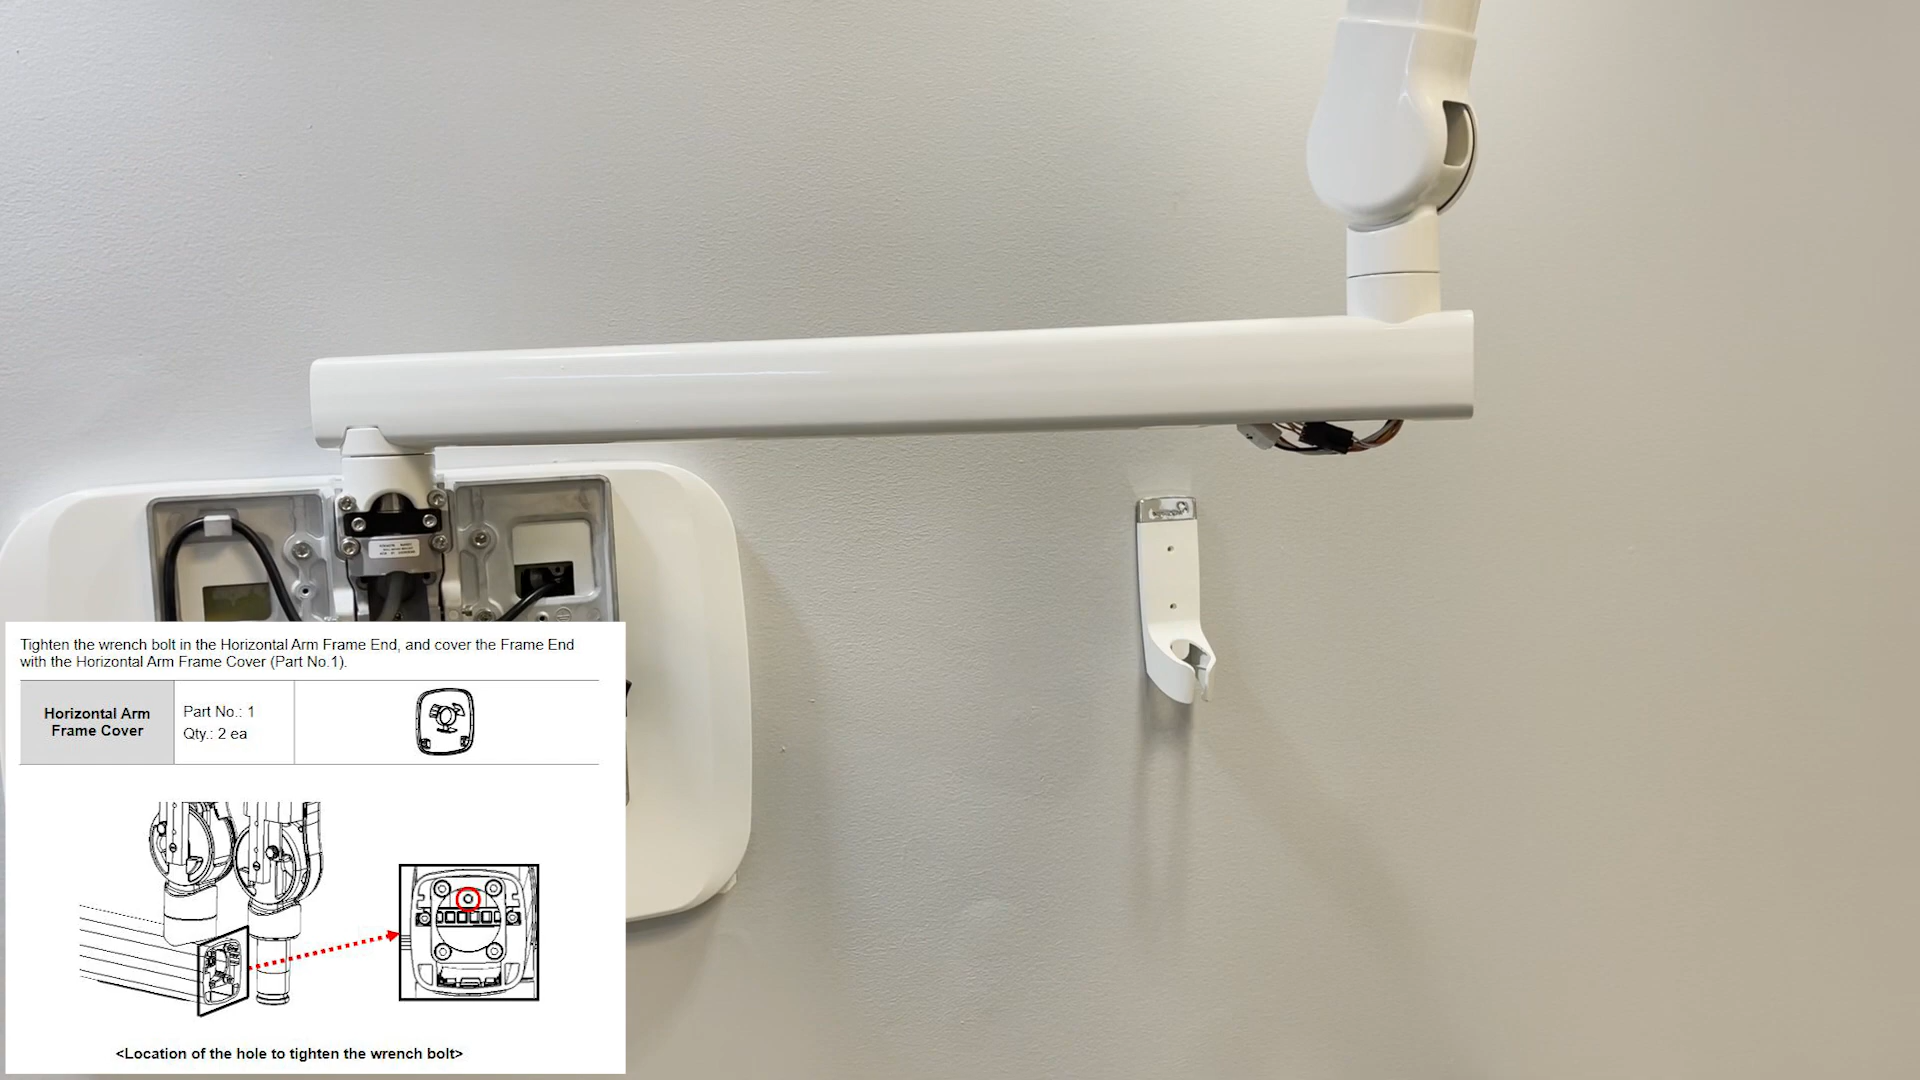 Tighten the wrench bolt in the Horizontal Arm Frame End, and cover the Frame End
with the Horizontal Arm Frame Cover (Part No.1).
Horizontal Arm
Frame Cover
Part No.: 1
Qty.: 2 ea
<Location of the hole to tighten the wrench bolt>